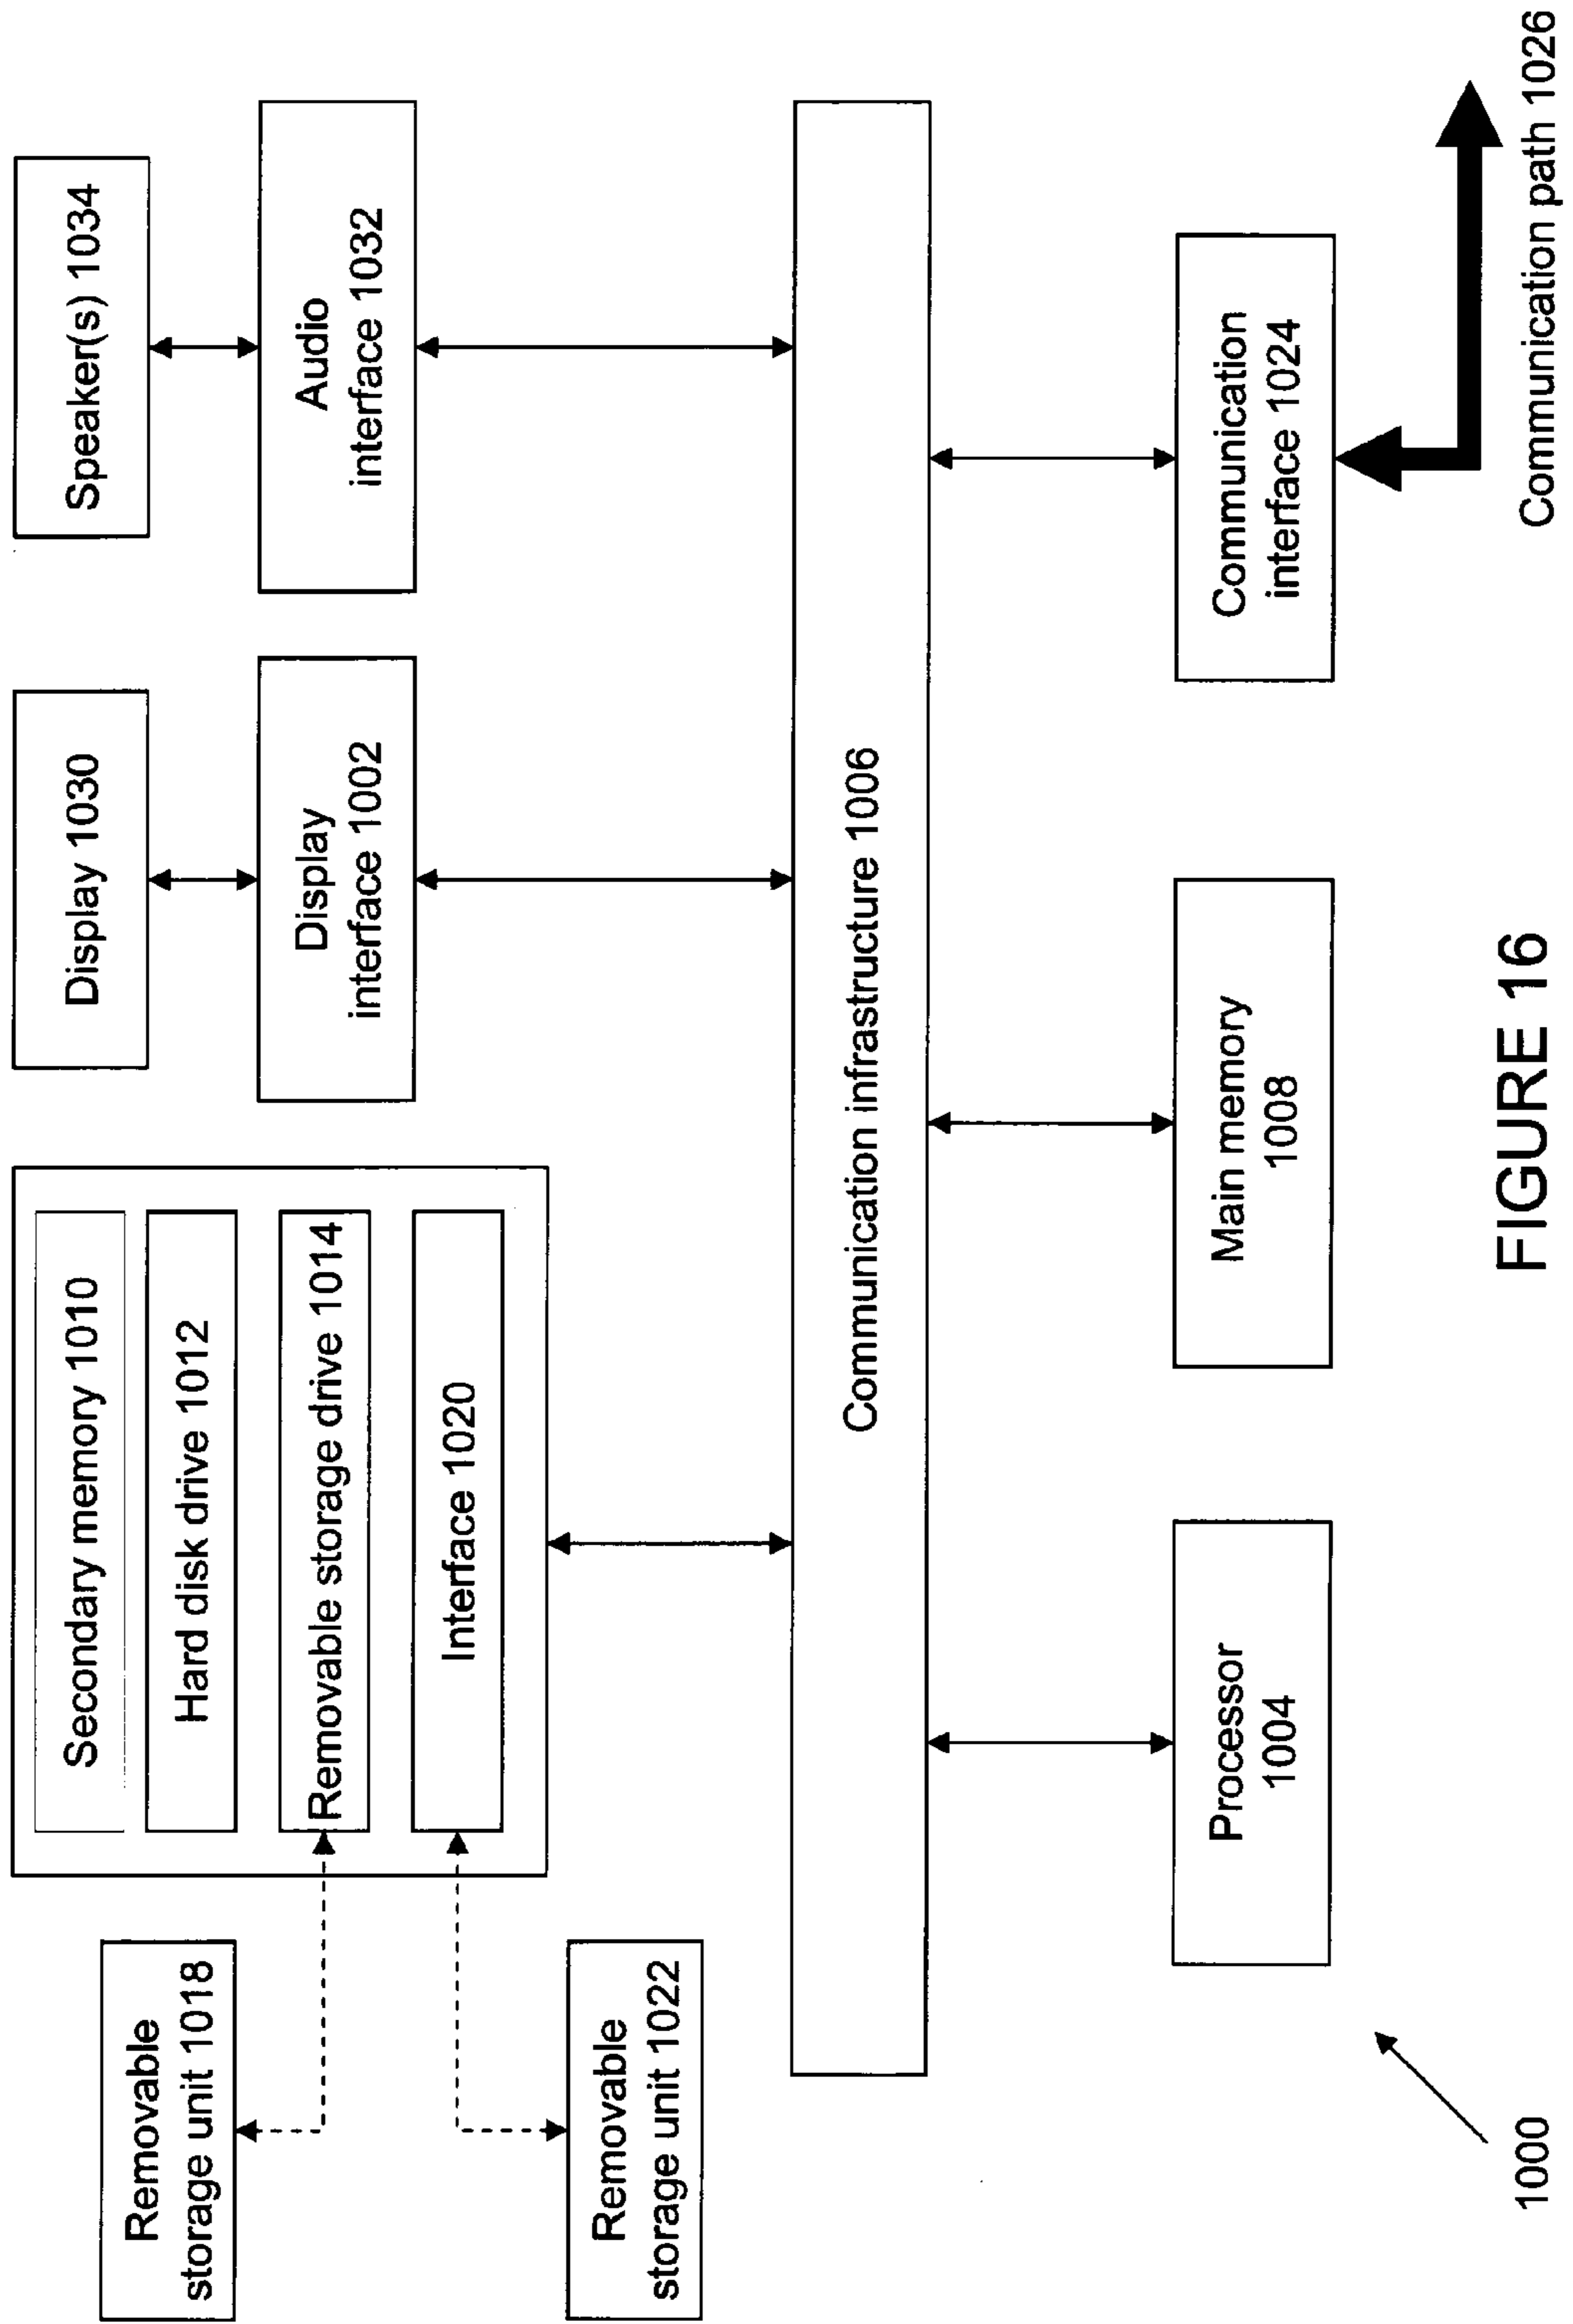 Removable
storage unit 1018
Removable
storage unit 1022
Secondary memory 1010
Hard disk drive 1012
Removable storage drive 1014
Interface 1020
Display 1030
Display
interface 1002
Speaker(s) 1034
Audio
interface 1032
Communication infrastructure 1006
Processor
1004
Main memory
1008
Communication
interface 1024
Communication path 1026
1000
FIGURE 16